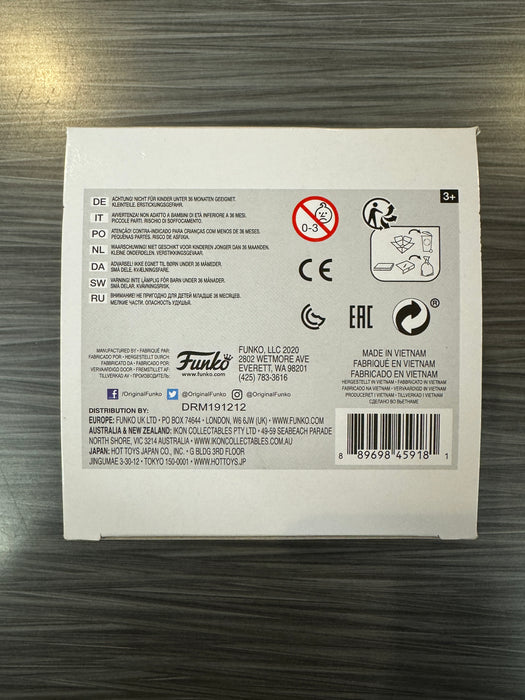 DE ACHTUNG! NICHT FÜR KINDER UNTER 36 MONATEN GEEIGNET.
KLEINTEILE, ERSTICKUNGSGEFAHR.
IT AVVERTENZA! NON ADATTO A BAMBINI DI ETÀ INFERIORE A 36 MESI.
PICCOLE PARTI, RISCHIO DI SOFFOCAMENTO.
PO ATENÇÃO: CONTRA-INDICADO PARA CRIANÇAS COM MENOS DE 36 MESES.
PEQUENAS PARTES, RISCO DE ASFIXIA.
NL WAARSCHUWING! NIET GESCHIKT VOOR KINDEREN JONGER DAN 36 MAANDEN.
KLEINE ONDERDELEN. VERSTIKKINGSGEVAAR.
DA ADVARSEL! IKKE EGNET TIL BØRN UNDER 36 MÅNEDER.
SMÅ DELE. KVÆLNINGSFARE.
SW VARNING! INTE LÄMPLIG FÖR BARN UNDER 36 MÅNADER.
SMÅ DELAR. KVÄVNINGSRISK.
RU ВНИМАНИЕ! НЕ ПРИГОДНО ДЛЯ ДЕТЕЙ МЛАДШЕ 36 МЕСЯЦЕВ.
МЕЛКИЕ ЧАСТИ. ОПАСНОСТЬ УДУШЬЯ.
0-3
3+
CE
EAC
®
MANUFACTURED BY • FABRIQUÉ PAR
FABRICADO POR • HERGESTELLT DURCH
FABBRICATO DA • FABRICADO POR
VERVAARDIGD DOOR • FREMSTILLET AF
TILLVERKAD AV • ИЗГОТОВЛЕНО
Funko
www.funko.com
FUNKO, LLC 2020
2802 WETMORE AVE
EVERETT, WA 98201
(425) 783-3616
MADE IN VIETNAM
FABRIQUÉ EN VIETNAM
FABRICADO EN VIETNAM
HERGESTELLT IN VIETNAM • FABBRICATO IN VIETNAM
FABRICADO NA VIETNAM • VERVAARDIGD IN VIETNAM
PRODUCERET I VIETNAM • TILLVERKAD I VIETNAM
СДЕЛАНО ВО ВЬЕТНАМЕ
/OriginalFunko @OriginalFunko @OriginalFunko
DRM191212
DISTRIBUTION BY:
EUROPE: FUNKO UK LTD • PO BOX 74644 • LONDON, W6 6JW (UK) • WWW.FUNKO.COM
AUSTRALIA & NEW ZEALAND: IKON COLLECTABLES PTY LTD • 49-59 SEABEACH PARADE
NORTH SHORE, VIC 3214 AUSTRALIA • WWW.IKONCOLLECTABLES.COM.AU
JAPAN: HOT TOYS JAPAN CO., INC. • G BLDG 3RD FLOOR
JINGUMAE 3-30-12 • TOKYO 150-0001 • WWW.HOTTOYS.JP
8 89698 45918 1